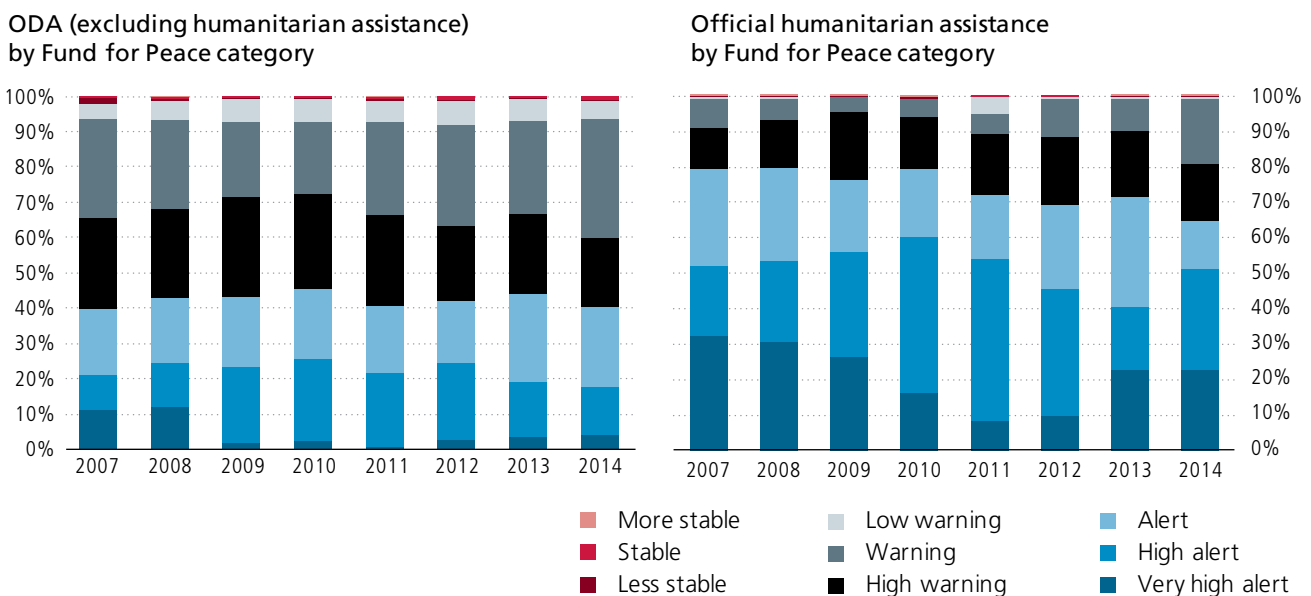 ODA (excluding humanitarian assistance)
by Fund for Peace category
100%
90%
80%
70%
60%
50%
40%
30%
20%
10%
0%
2007 2008 2009 2010 2011 2012 2013 2014
Official humanitarian assistance
by Fund for Peace category
100%
90%
80%
70%
60%
50%
40%
30%
20%
10%
0%
2007 2008 2009 2010 2011 2012 2013 2014
More stable
Stable
Less stable
Low warning
Warning
High warning
Alert
High alert
Very high alert